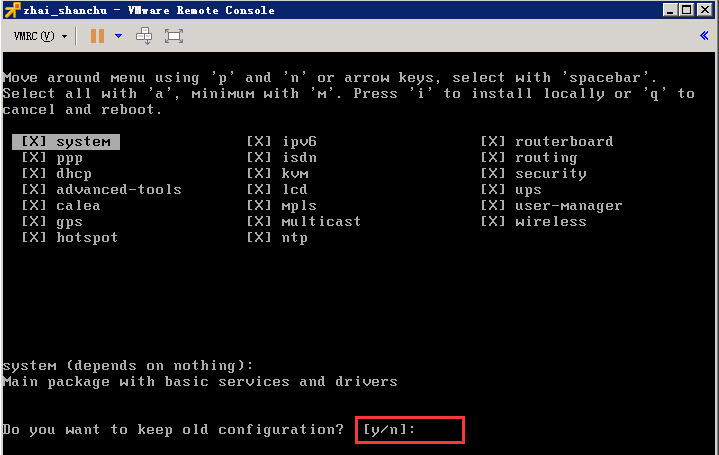 zhai_shanchu - VMware Remote Console
VMRC(V)
Move around menu using 'p' and 'n' or arrow keys, select with 'spacebar'.
Select all with 'a', minimum with 'm'. Press 'i' to install locally or 'q' to
cancel and reboot.
[X] system [X] ipv6 [X] routerboard
[X] ppp [X] isdn [X] routing
[X] dhcp [X] kvm [X] security
[X] advanced-tools [X] lcd [X] ups
[X] calea [X] mpls [X] user-manager
[X] gps [X] multicast [X] wireless
[X] hotspot [X] ntp
system (depends on nothing):
Main package with basic services and drivers
Do you want to keep old configuration? [y/n]: